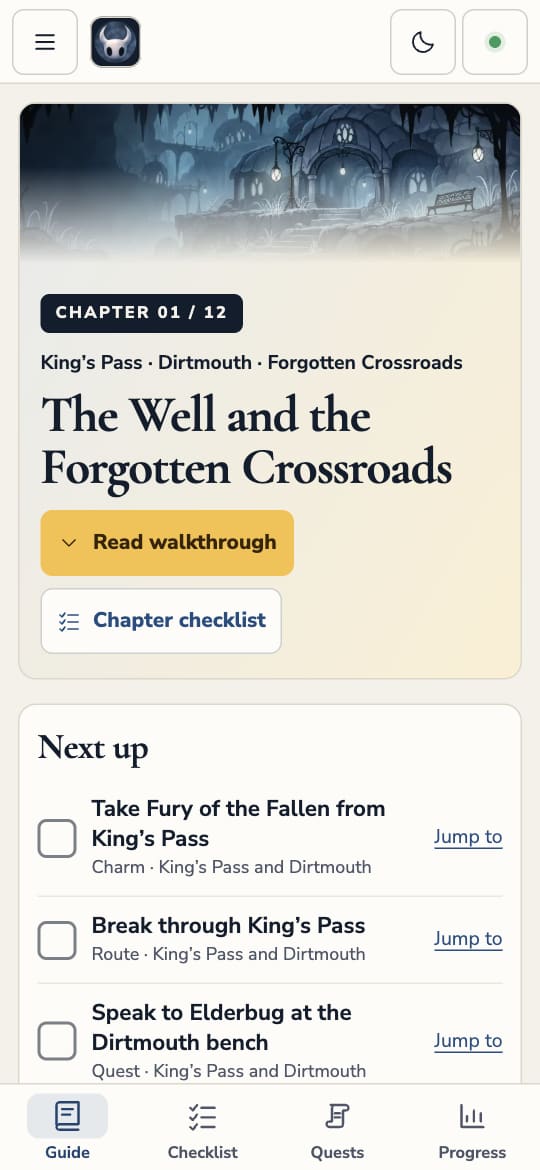 CHAPTER 01 / 12
King’s Pass · Dirtmouth · Forgotten Crossroads
The Well and the
Forgotten Crossroads
Read walkthrough
Chapter checklist
Next up
Take Fury of the Fallen from
King’s Pass
Charm · King’s Pass and Dirtmouth
Jump to
Break through King’s Pass
Route · King’s Pass and Dirtmouth
Jump to
Speak to Elderbug at the
Dirtmouth bench
Quest · King’s Pass and Dirtmouth
Jump to
Guide
Checklist
Quests
Progress